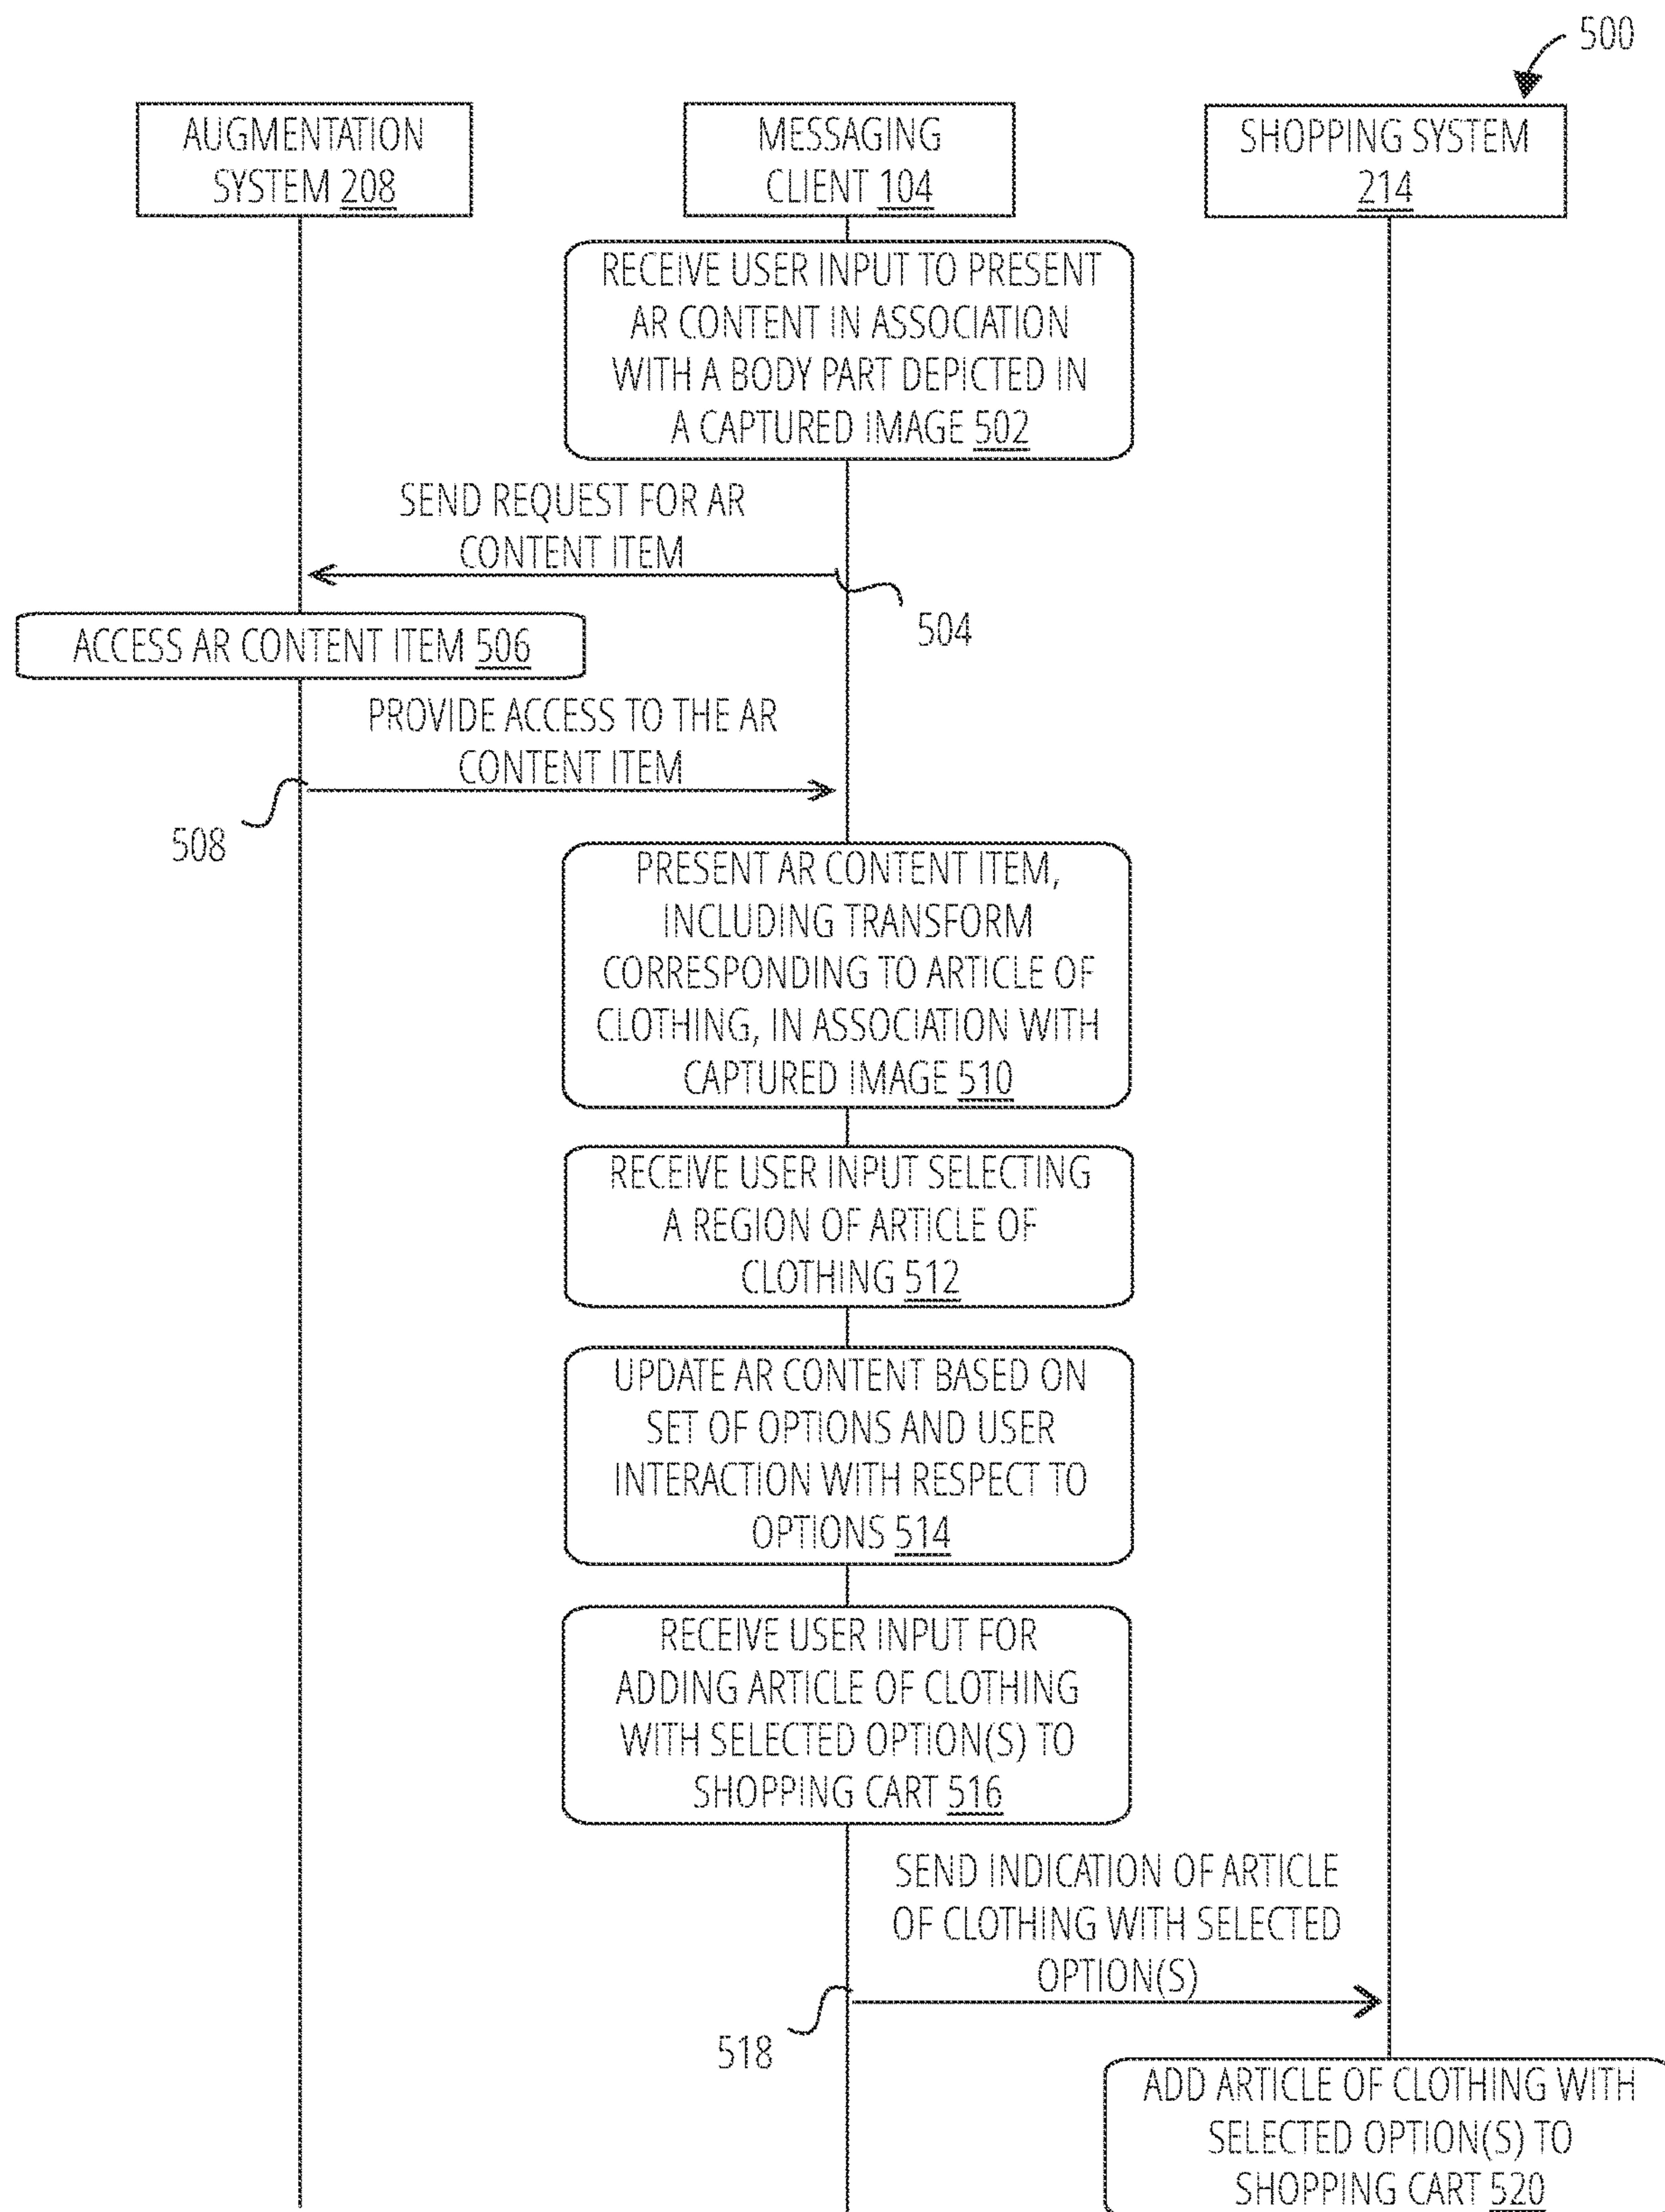 500
AUGMENTATION
SYSTEM 208
MESSAGING
CLIENT 104
SHOPPING SYSTEM
214
RECEIVE USER INPUT TO PRESENT
AR CONTENT IN ASSOCIATION
WITH A BODY PART DEPICTED IN
A CAPTURED IMAGE 502
SEND REQUEST FOR AR
CONTENT ITEM
504
ACCESS AR CONTENT ITEM 506
PROVIDE ACCESS TO THE AR
CONTENT ITEM
508
PRESENT AR CONTENT ITEM,
INCLUDING TRANSFORM
CORRESPONDING TO ARTICLE OF
CLOTHING, IN ASSOCIATION WITH
CAPTURED IMAGE 510
RECEIVE USER INPUT SELECTING
A REGION OF ARTICLE OF
CLOTHING 512
UPDATE AR CONTENT BASED ON
SET OF OPTIONS AND USER
INTERACTION WITH RESPECT TO
OPTIONS 514
RECEIVE USER INPUT FOR
ADDING ARTICLE OF CLOTHING
WITH SELECTED OPTION(S) TO
SHOPPING CART 516
SEND INDICATION OF ARTICLE
OF CLOTHING WITH SELECTED
OPTION(S)
518
ADD ARTICLE OF CLOTHING WITH
SELECTED OPTION(S) TO
SHOPPING CART 520